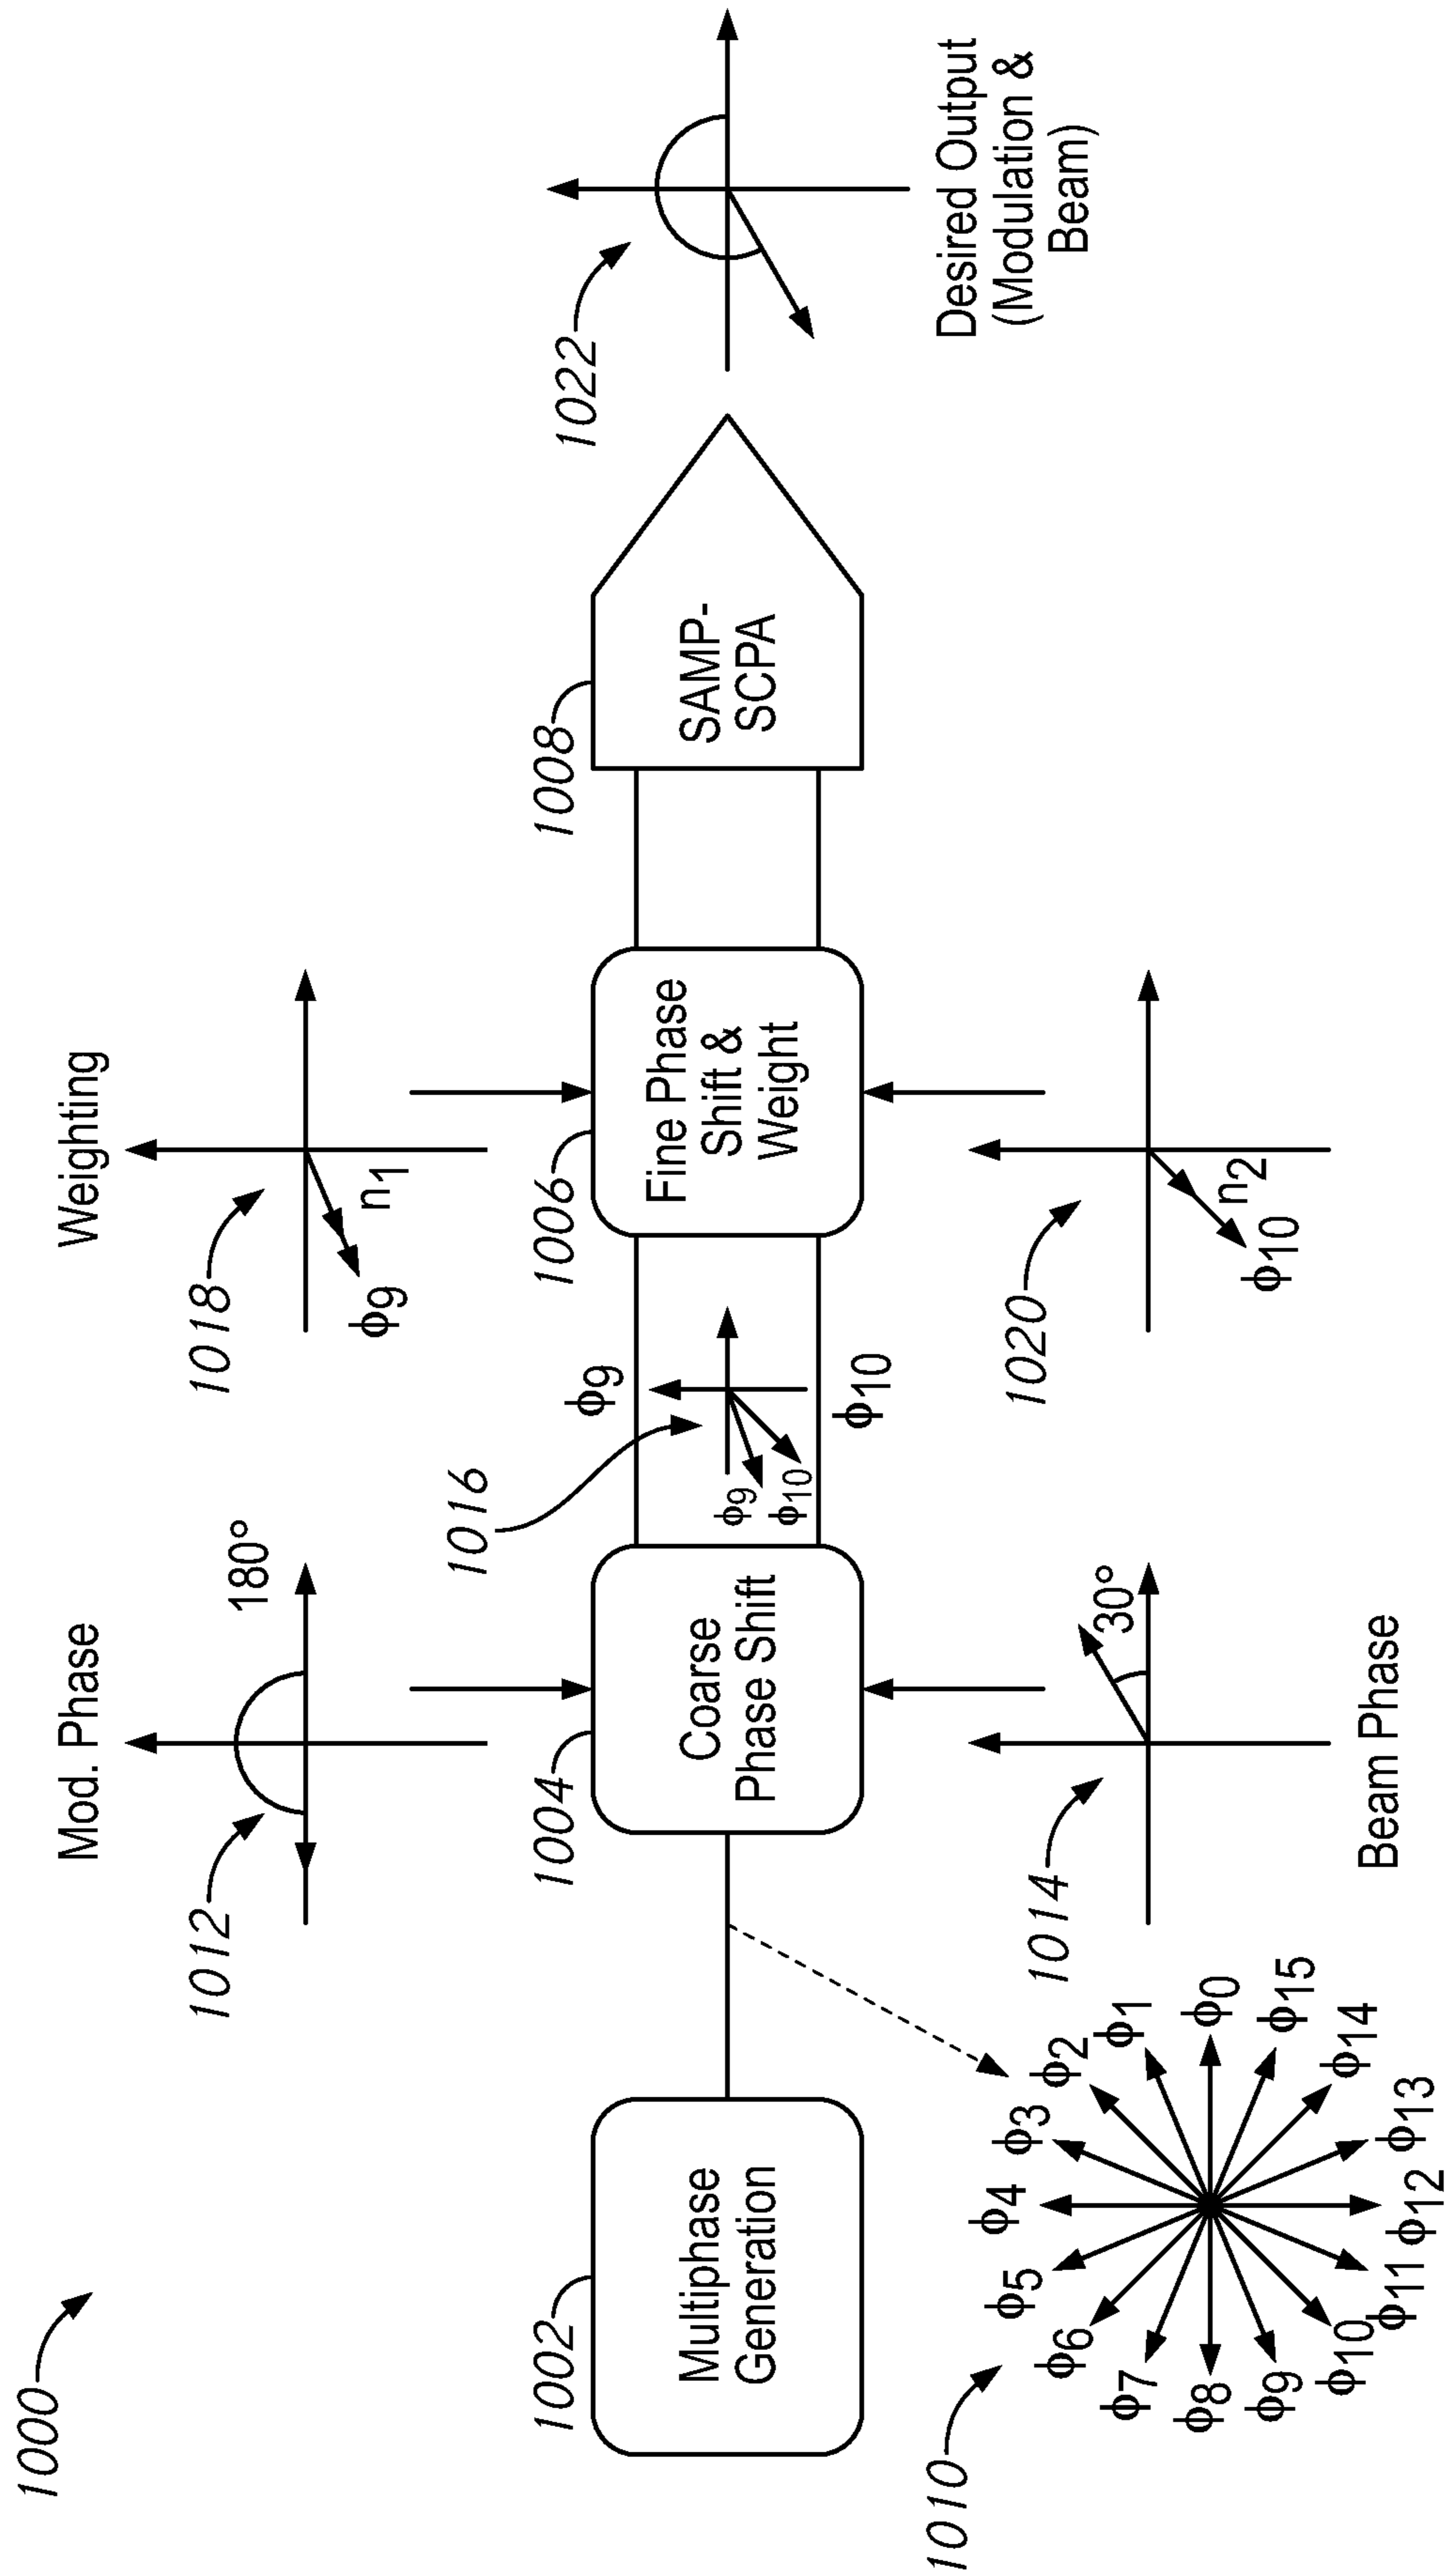 1000
Mod. Phase
180°
1012
Weighting
1018
ϕ9
n1
1002
Multiphase
Generation
1004
Coarse
Phase Shift
1016
ϕ9
ϕ9
ϕ10
ϕ10
1006
Fine Phase
Shift &
Weight
1008
SAMP-
SCPA
1022
Desired Output
(Modulation &
Beam)
1010
ϕ0
ϕ1
ϕ2
ϕ3
ϕ4
ϕ5
ϕ6
ϕ7
ϕ8
ϕ9
ϕ10
ϕ11
ϕ12
ϕ13
ϕ14
ϕ15
1014
30°
Beam Phase
1020
n2
ϕ10